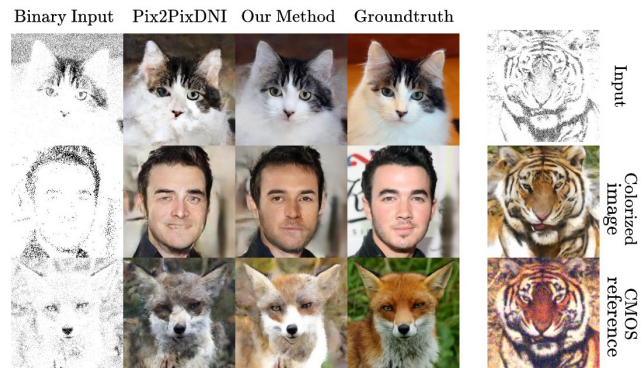 Binary Input
Pix2PixDNI
Our Method
Groundtruth
Input
Colorized
image
CMOS
reference